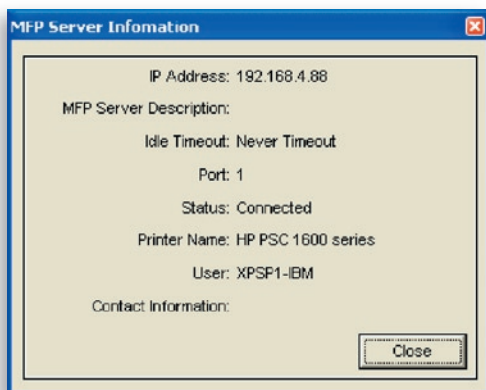 MFP Server Infomation
IP Address: 192.168.4.88
MFP Server Description:
Idle Timeout: Never Timeout
Port: 1
Status: Connected
Printer Name: HP PSC 1600 series
User: XPSP1-IBM
Contact Information:
Close